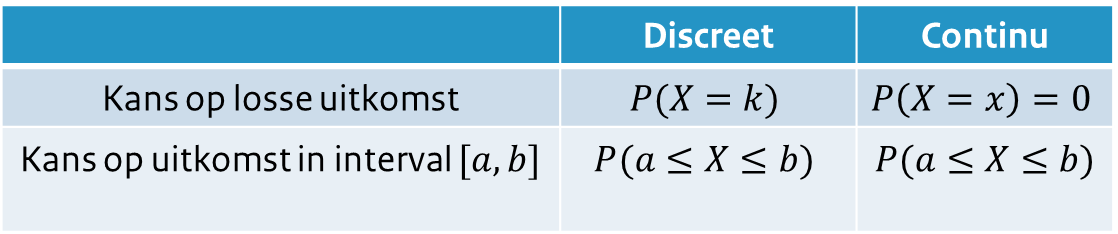 Discreet Continu
Kans op losse uitkomst P(X = k) P(X = x) = 0
Kans op uitkomst in interval [a, b] P(a ≤ X ≤ b) P(a ≤ X ≤ b)